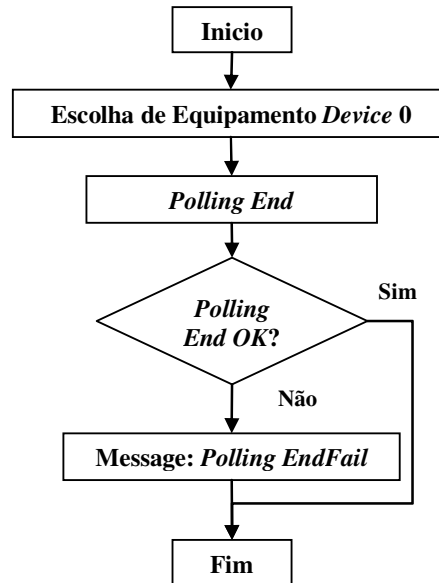 Inicio
Escolha de Equipamento Device 0
Polling End
Polling
End OK?
Sim
Não
Message: Polling EndFail
Fim